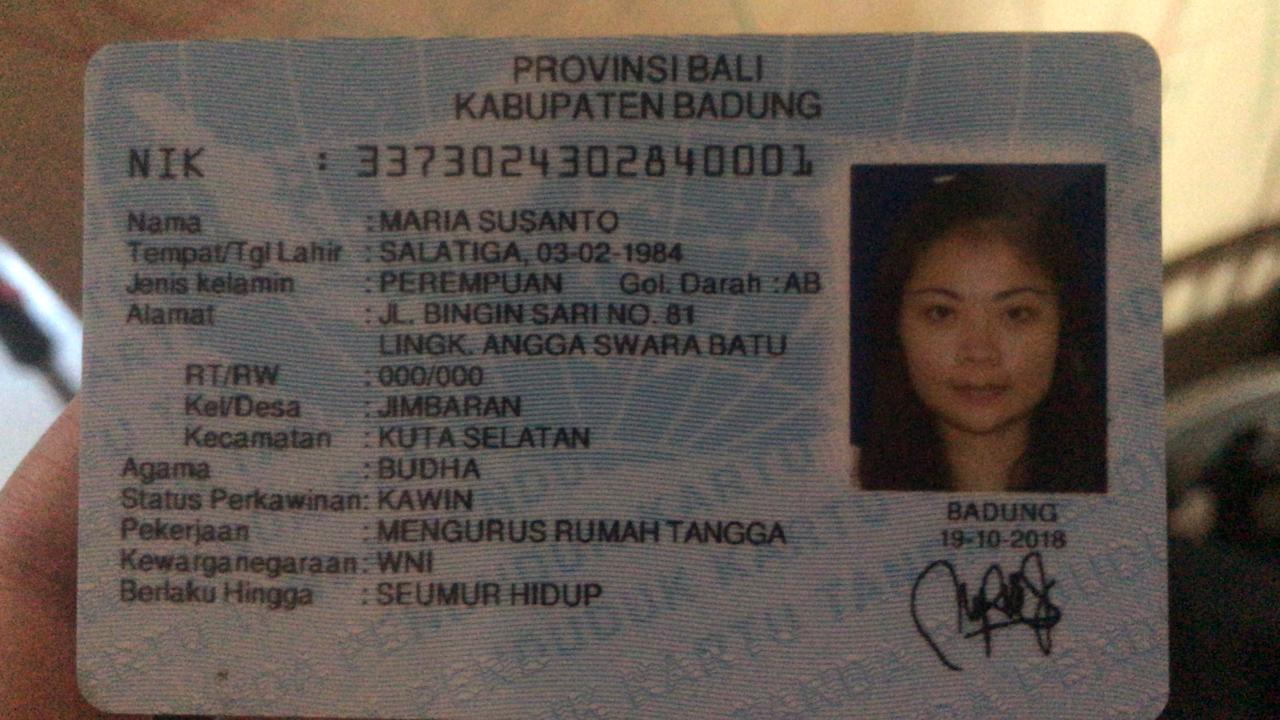 PROVINSI BALI
KABUPATEN BADUNG
NIK : 3373024302840001
Nama : MARIA SUSANTO
Tempat/Tgl Lahir : SALATIGA, 03-02-1984
Jenis kelamin : PEREMPUAN Gol. Darah : AB
Alamat : JL. BINGIN SARI NO. 81
LINGK. ANGGA SWARA BATU
RT/RW : 000/000
Kel/Desa : JIMBARAN
Kecamatan : KUTA SELATAN
Agama : BUDHA
Status Perkawinan: KAWIN
Pekerjaan : MENGURUS RUMAH TANGGA
Kewarganegaraan: WNI
Berlaku Hingga : SEUMUR HIDUP
BADUNG
19-10-2018